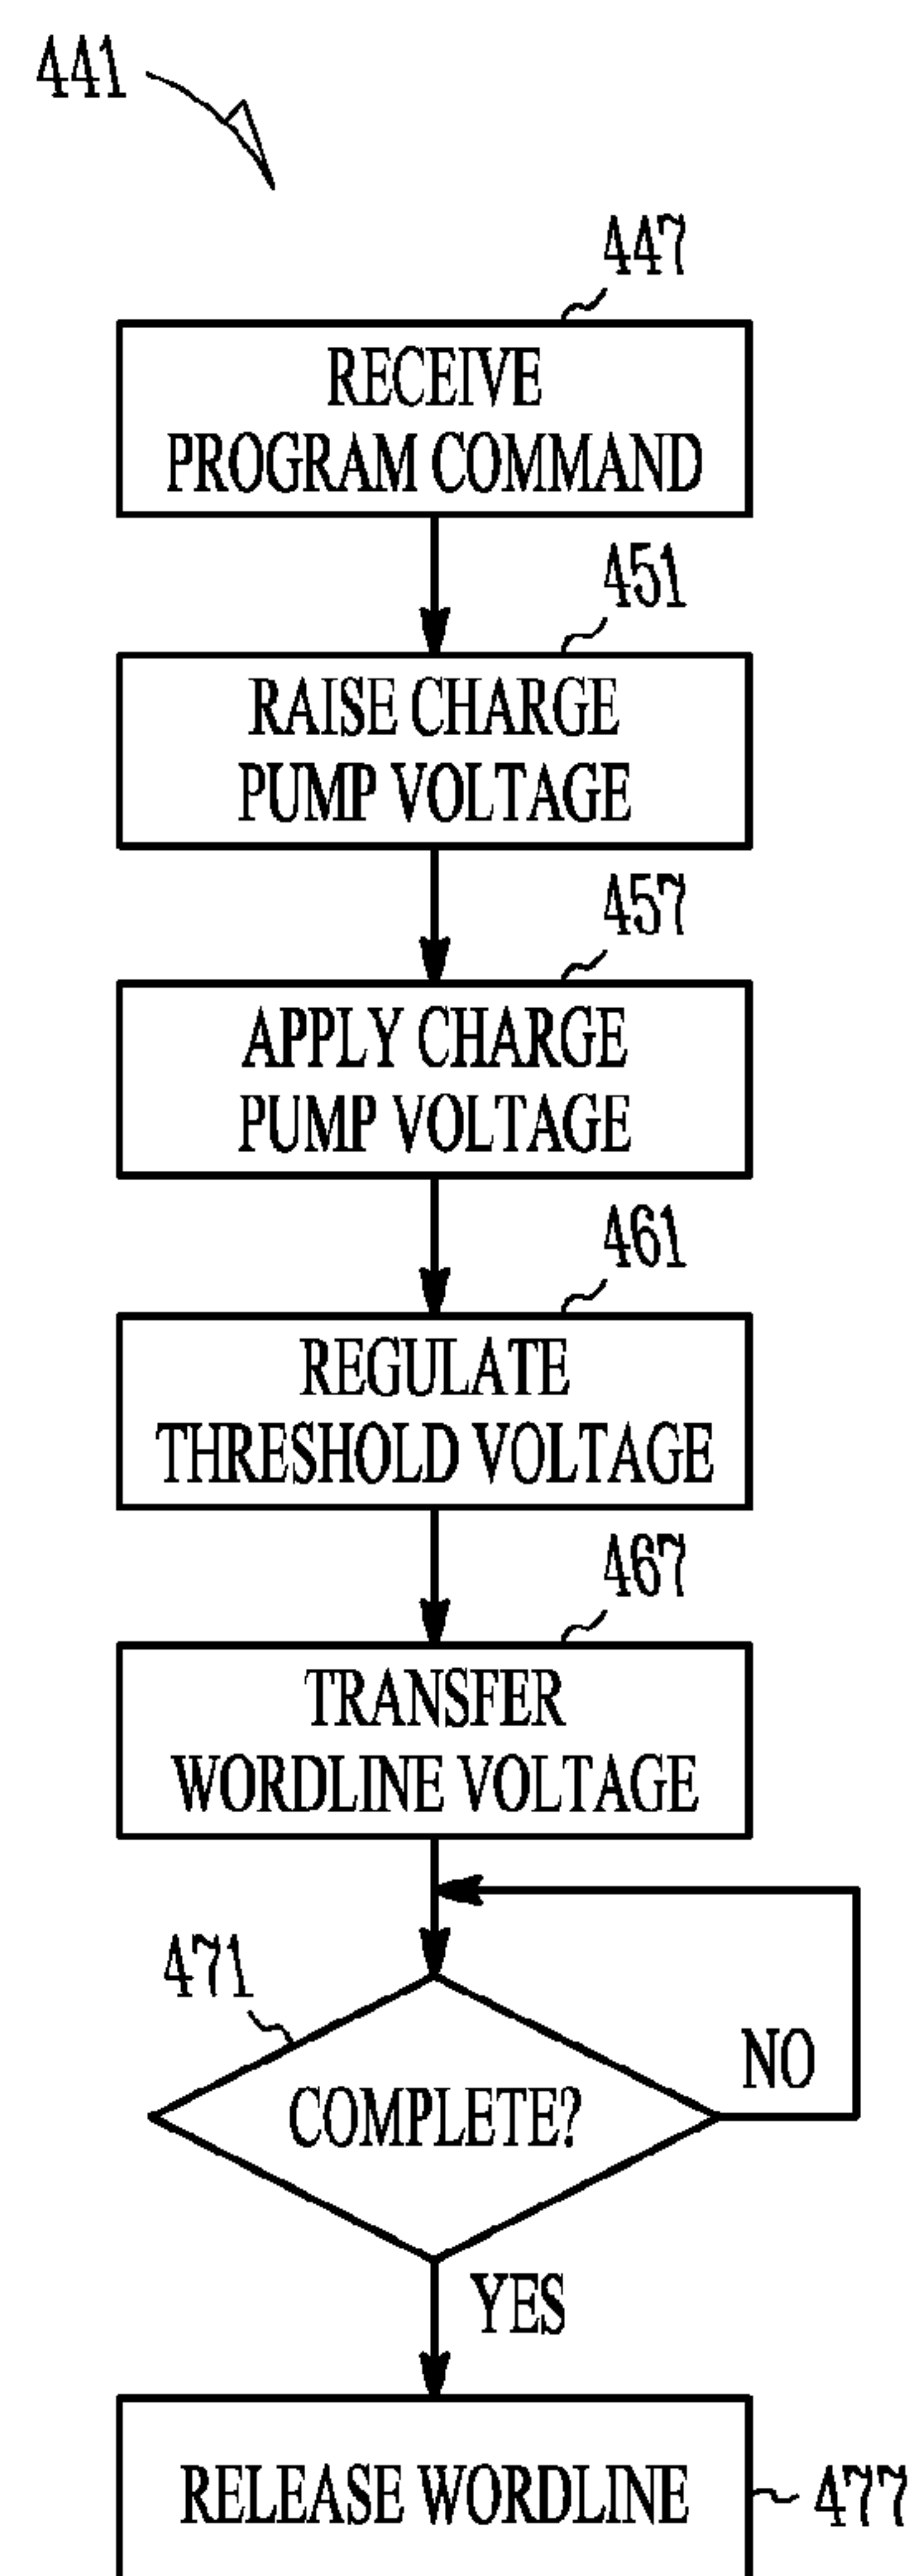 441
447
RECEIVE
PROGRAM COMMAND
451
RAISE CHARGE
PUMP VOLTAGE
457
APPLY CHARGE
PUMP VOLTAGE
461
REGULATE
THRESHOLD VOLTAGE
467
TRANSFER
WORDLINE VOLTAGE
471
COMPLETE?
NO
YES
RELEASE WORDLINE
477